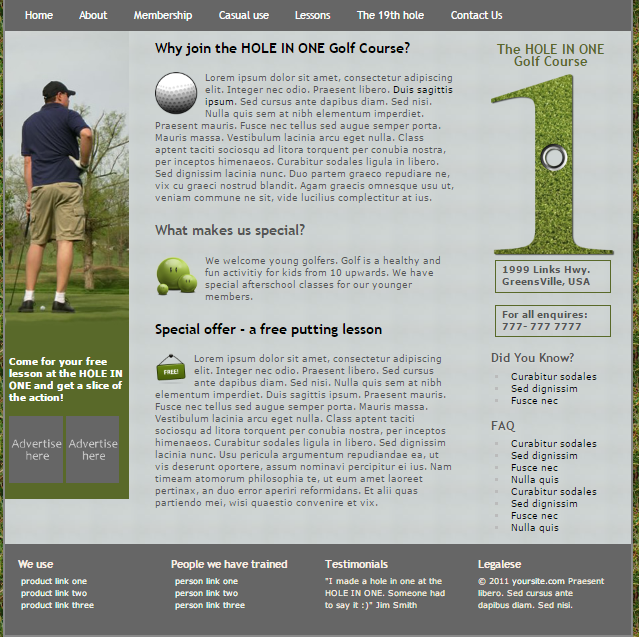 Home About Membership Casual use Lessons The 19th hole Contact Us
Come for your free
lesson at the HOLE IN
ONE and get a slice of
the action!
Advertise here
Advertise here
Why join the HOLE IN ONE Golf Course?
Lorem ipsum dolor sit amet, consectetur adipiscing
elit. Integer nec odio. Praesent libero. Duis sagittis
ipsum. Sed cursus ante dapibus diam. Sed nisi.
Nulla quis sem at nibh elementum imperdiet.
Praesent mauris. Fusce nec tellus sed augue semper porta.
Mauris massa. Vestibulum lacinia arcu eget nulla. Class
aptent taciti sociosqu ad litora torquent per conubia nostra,
per inceptos himenaeos. Curabitur sodales ligula in libero.
Sed dignissim lacinia nunc. Duo partem graeco repudiare ne,
vix cu graeci nostrud blandit. Agam graecis omnesque usu ut,
veniam commune ne sit, vide lucilius complectitur at ius.
What makes us special?
We welcome young golfers. Golf is a healthy and
fun activitiy for kids from 10 upwards. We have
special afterschool classes for our younger
members.
Special offer - a free putting lesson
FREE!
Lorem ipsum dolor sit amet, consectetur adipiscing
elit. Integer nec odio. Praesent libero. Sed cursus
ante dapibus diam. Sed nisi. Nulla quis sem at nibh
elementum imperdiet. Duis sagittis ipsum. Praesent mauris.
Fusce nec tellus sed augue semper porta. Mauris massa.
Vestibulum lacinia arcu eget nulla. Class aptent taciti
sociosqu ad litora torquent per conubia nostra, per inceptos
himenaeos. Curabitur sodales ligula in libero. Sed dignissim
lacinia nunc. Usu pericula argumentum repudiandae ea, ut
vis deserunt oportere, assum nominavi percipitur ei ius. Nam
timeam atomorum philosophia te, ut eum amet laoreet
pertinax, an duo error aperiri reformidans. Et alii quas
partiendo mei, wisi quaestio convenire et vix.
The HOLE IN ONE
Golf Course
1
1999 Links Hwy.
GreensVille, USA
For all enquires:
777- 777 7777
Did You Know?
Curabitur sodales
Sed dignissim
Fusce nec
FAQ
Curabitur sodales
Sed dignissim
Fusce nec
Nulla quis
Curabitur sodales
Sed dignissim
Fusce nec
Nulla quis
We use
product link one
product link two
product link three
People we have trained
person link one
person link two
person link three
Testimonials
"I made a hole in one at the
HOLE IN ONE. Someone had
to say it :)" Jim Smith
Legalese
© 2011 yoursite.com Praesent
libero. Sed cursus ante
dapibus diam. Sed nisi.